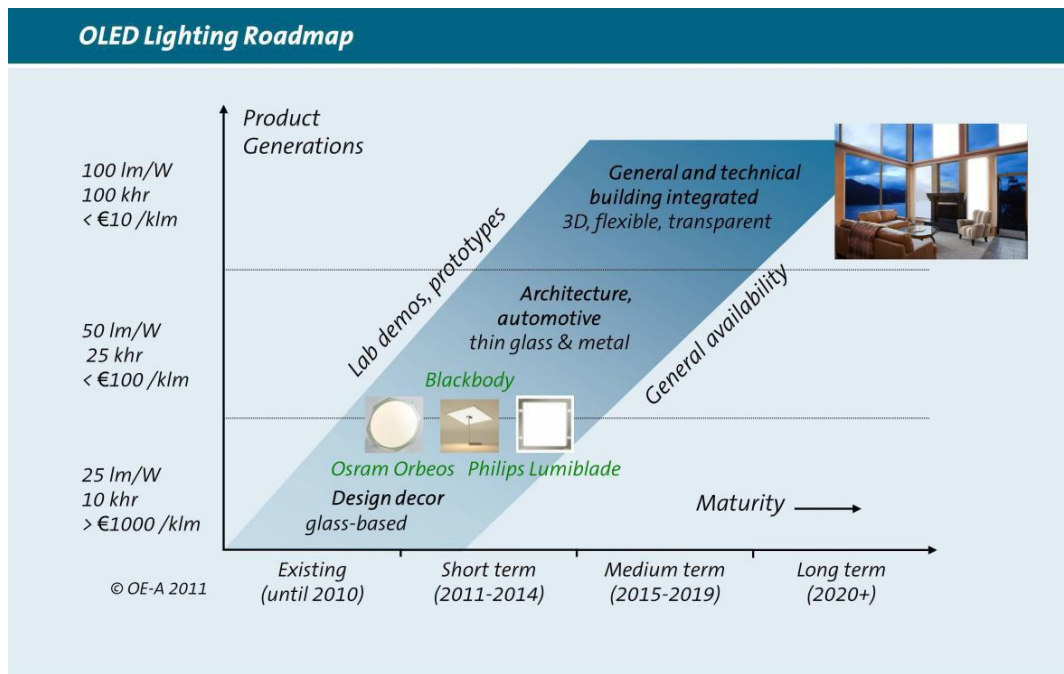 OLED Lighting Roadmap
Product
Generations
100 lm/W
100 khr
< €10 /klm
General and technical
building integrated
3D, flexible, transparent
Lab demos, prototypes
General availability
50 lm/W
25 khr
< €100 /klm
Architecture,
automotive
thin glass & metal
Blackbody
Osram Orbeos
Philips Lumiblade
25 lm/W
10 khr
> €1000 /klm
Design decor
glass-based
Maturity
© OE-A 2011
Existing
(until 2010)
Short term
(2011-2014)
Medium term
(2015-2019)
Long term
(2020+)